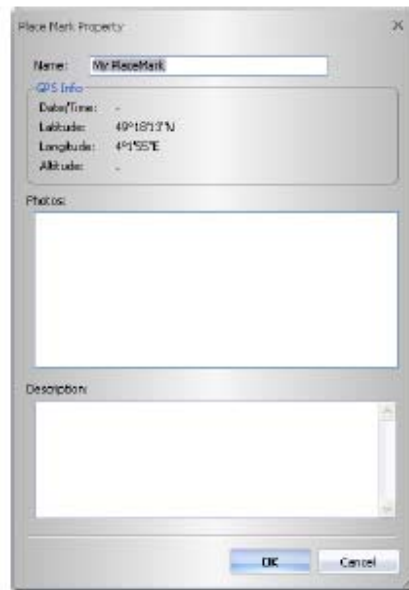 Place Mark Property
Name: My PlaceMark
GPS Info
Date/Time: -
Latitude: 49°18'13"N
Longitude: 4°1'55"E
Altitude: -
Photos:
Description:
OK Cancel